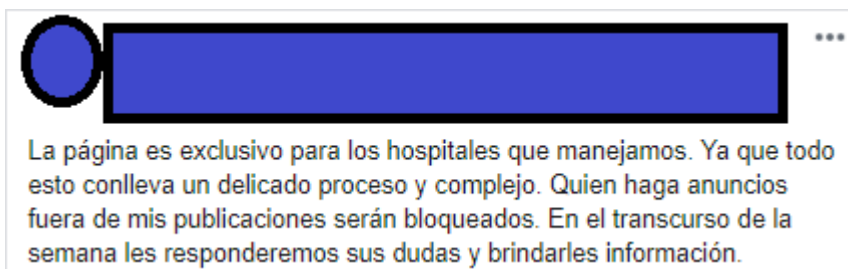 La página es exclusivo para los hospitales que manejamos. Ya que todo
esto conlleva un delicado proceso y complejo. Quien haga anuncios
fuera de mis publicaciones serán bloqueados. En el transcurso de la
semana les responderemos sus dudas y brindarles información.